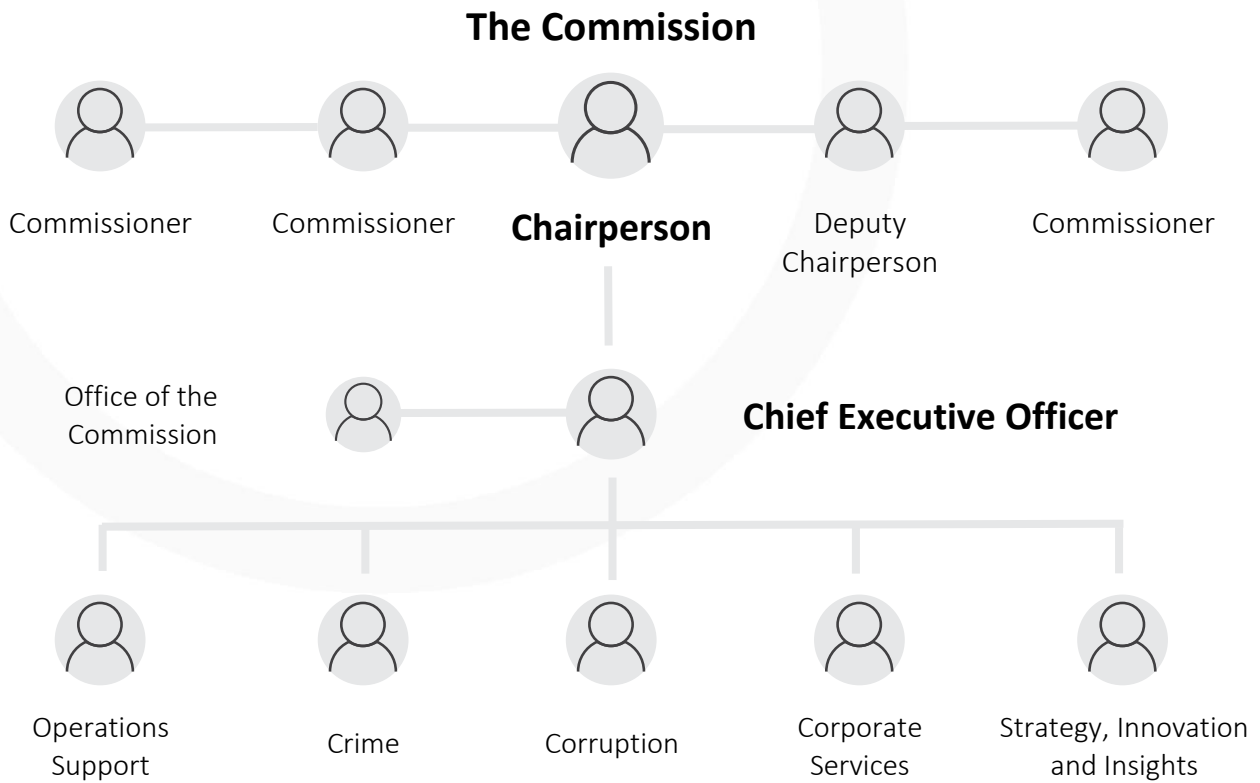 The Commission
Commissioner
Commissioner
Chairperson
Deputy
Chairperson
Commissioner
Office of the
Commission
Chief Executive Officer
Operations
Support
Crime
Corruption
Corporate
Services
Strategy, Innovation
and Insights